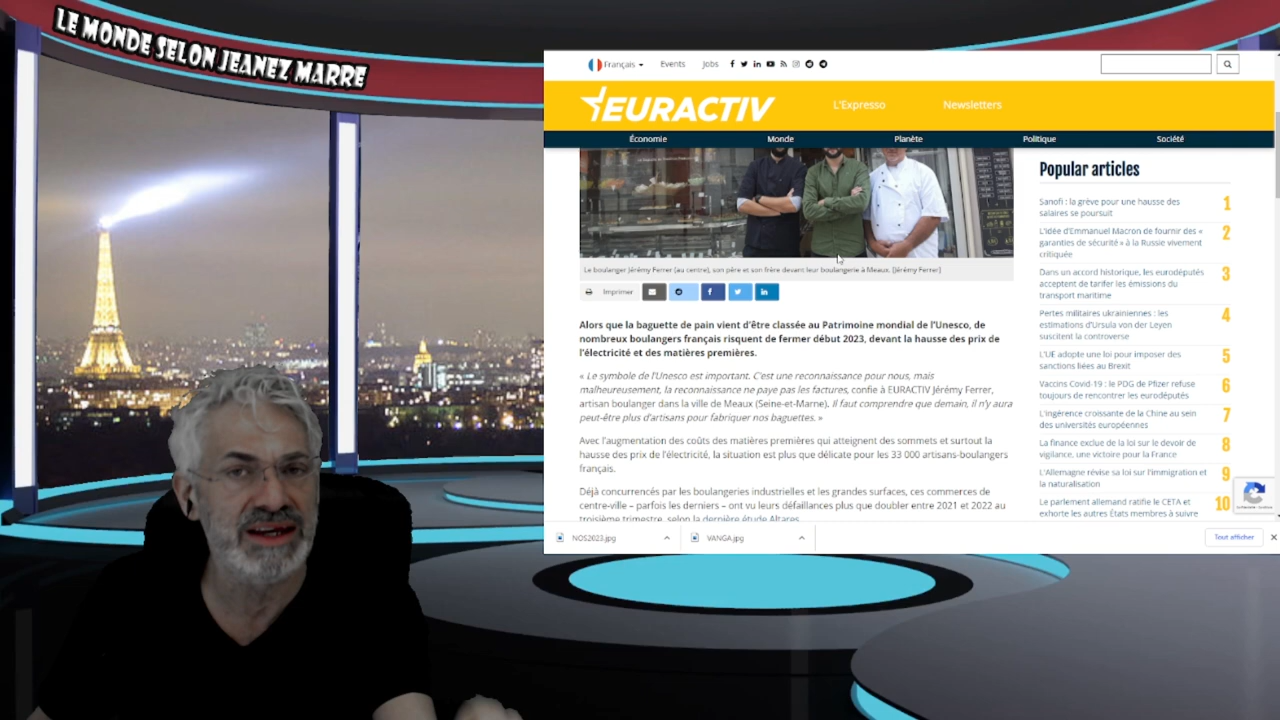 LE MONDE SELON JEANEZ MARRE
Français
Events
Jobs
EURACTIV
L'Expresso
Newsletters
Économie
Monde
Planète
Politique
Société
Le boulanger Jérémy Ferrer (au centre), son père et son frère devant leur boulangerie à Meaux. [Jérémy Ferrer]
Imprimer
Alors que la baguette de pain vient d'être classée au Patrimoine mondial de l'Unesco, de
nombreux boulangers français risquent de fermer début 2023, devant la hausse des prix de
l'électricité et des matières premières.
« Le symbole de l'Unesco est important. C'est une reconnaissance pour nous, mais
malheureusement, la reconnaissance ne paye pas les factures, confie à EURACTIV Jérémy Ferrer,
artisan boulanger dans la ville de Meaux (Seine-et-Marne). Il faut comprendre que demain, il n'y aura
peut-être plus d'artisans pour fabriquer nos baguettes. »
Avec l'augmentation des coûts des matières premières qui atteignent des sommets et surtout la
hausse des prix de l'électricité, la situation est plus que délicate pour les 33 000 artisans-boulangers
français.
Déjà concurrencés par les boulangeries industrielles et les grandes surfaces, ces commerces de
centre-ville – parfois les derniers – ont vu leurs défaillances plus que doubler entre 2021 et 2022 au
troisième trimestre, selon la dernière étude Altares.
Popular articles
Sanofi : la grève pour une hausse des
salaires se poursuit
1
L'idée d'Emmanuel Macron de fournir des «
garanties de sécurité » à la Russie vivement
critiquée
2
Dans un accord historique, les eurodéputés
acceptent de tarifer les émissions du
transport maritime
3
Pertes militaires ukrainiennes : les
estimations d'Ursula von der Leyen
suscitent la controverse
4
L'UE adopte une loi pour imposer des
sanctions liées au Brexit
5
Vaccins Covid-19 : le PDG de Pfizer refuse
toujours de rencontrer les eurodéputés
6
L'ingérence croissante de la Chine au sein
des universités européennes
7
La finance exclue de la loi sur le devoir de
vigilance, une victoire pour la France
8
L'Allemagne révise sa loi sur l'immigration et
la naturalisation
9
Le parlement allemand ratifie le CETA et
exhorte les autres États membres à suivre
10
NOS2023.jpg
VANGA.jpg
Tout afficher